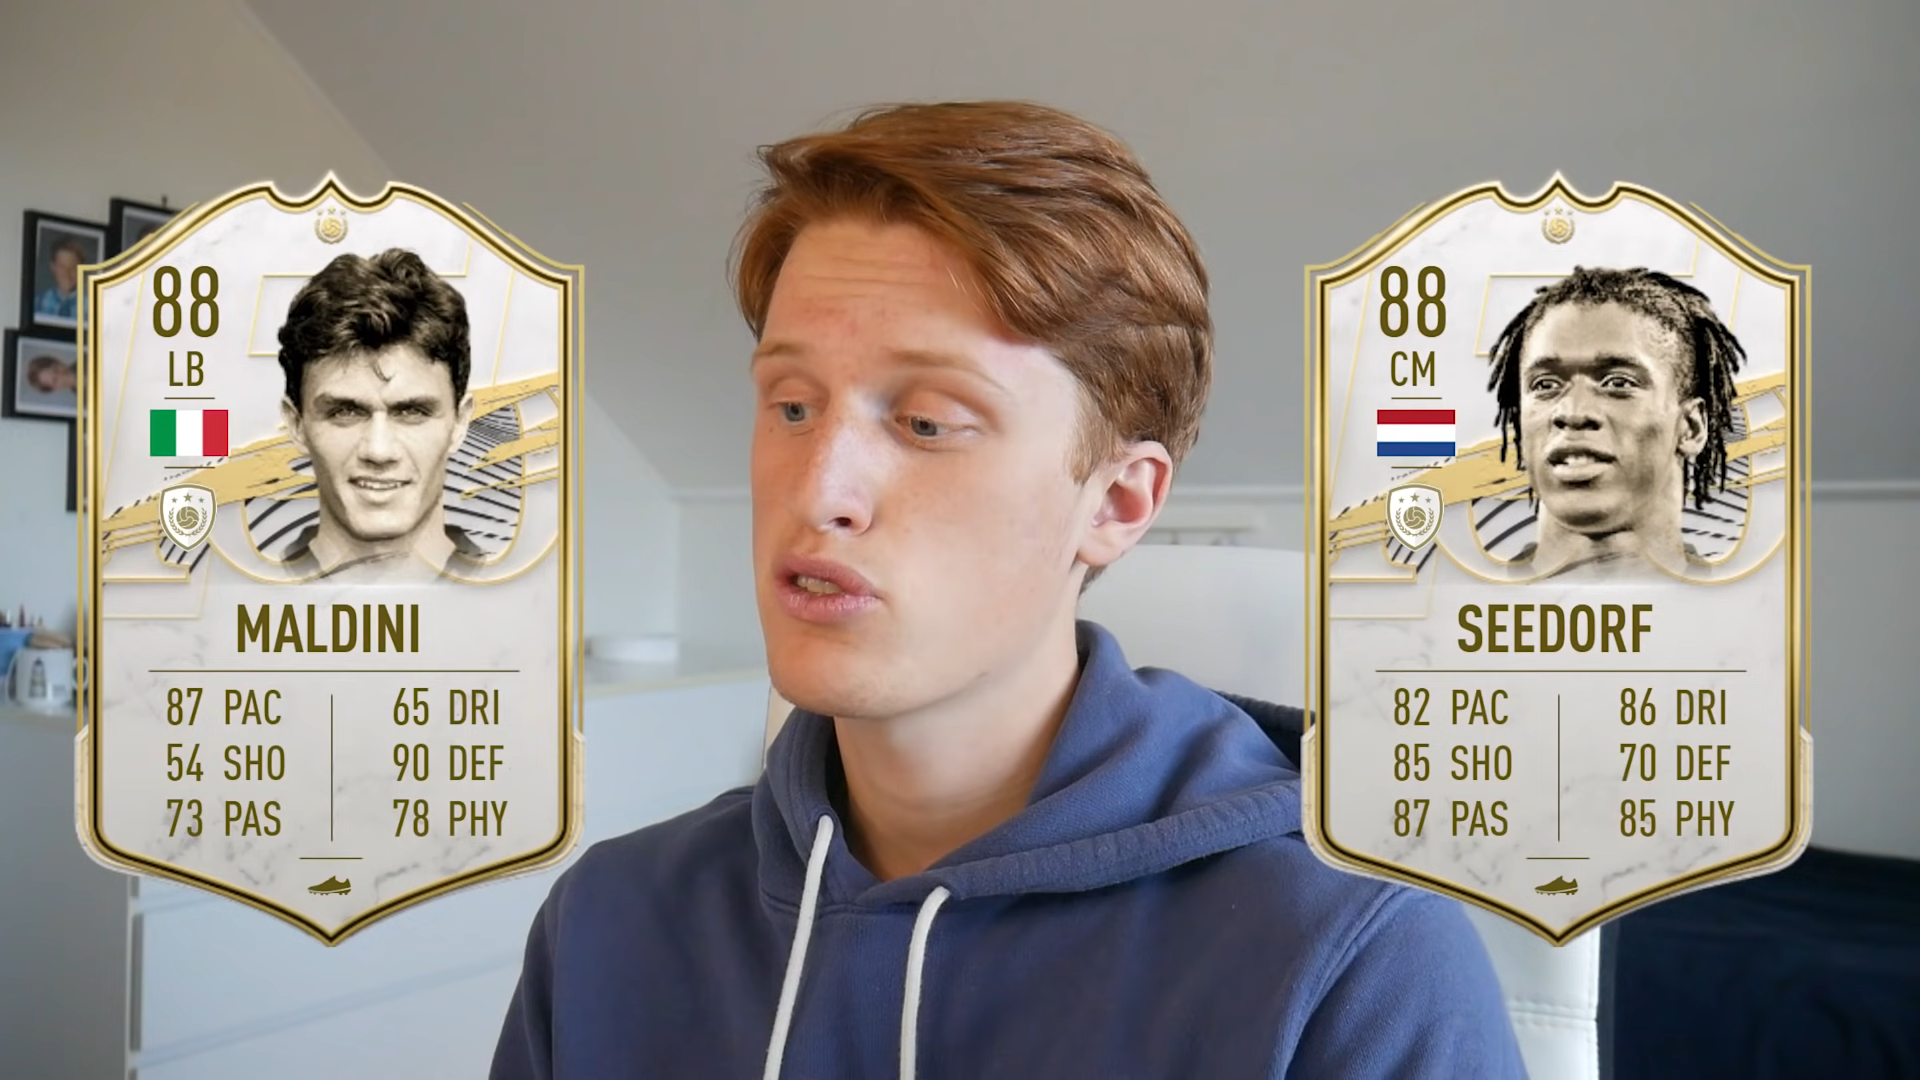 88
LB
MALDINI
87 PAC 65 DRI
54 SHO 90 DEF
73 PAS 78 PHY
88
CM
SEEDORF
82 PAC 86 DRI
85 SHO 70 DEF
87 PAS 85 PHY